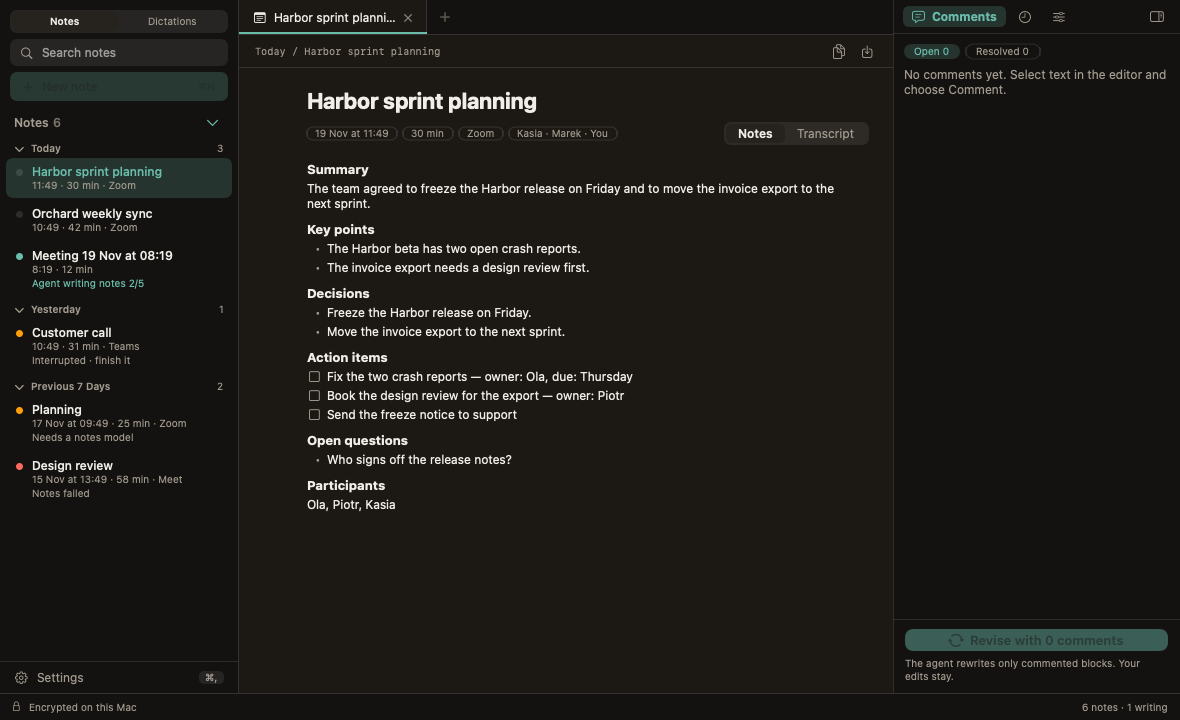 Notes
Dictations
Search notes
New note ⌘N
Notes 6
Today 3
Harbor sprint planning
11:49 · 30 min · Zoom
Orchard weekly sync
10:49 · 42 min · Zoom
Meeting 19 Nov at 08:19
8:19 · 12 min
Agent writing notes 2/5
Yesterday 1
Customer call
10:49 · 31 min · Teams
Interrupted · finish it
Previous 7 Days 2
Planning
17 Nov at 09:49 · 25 min · Zoom
Needs a notes model
Design review
15 Nov at 13:49 · 58 min · Meet
Notes failed
Settings ⌘,
Harbor sprint planni...
Today / Harbor sprint planning
Harbor sprint planning
19 Nov at 11:49
30 min
Zoom
Kasia · Marek · You
Notes
Transcript
Summary
The team agreed to freeze the Harbor release on Friday and to move the invoice export to the
next sprint.
Key points
• The Harbor beta has two open crash reports.
• The invoice export needs a design review first.
Decisions
• Freeze the Harbor release on Friday.
• Move the invoice export to the next sprint.
Action items
Fix the two crash reports — owner: Ola, due: Thursday
Book the design review for the export — owner: Piotr
Send the freeze notice to support
Open questions
• Who signs off the release notes?
Participants
Ola, Piotr, Kasia
Comments
Open 0
Resolved 0
No comments yet. Select text in the editor and
choose Comment.
Revise with 0 comments
The agent rewrites only commented blocks. Your
edits stay.
Encrypted on this Mac
6 notes · 1 writing